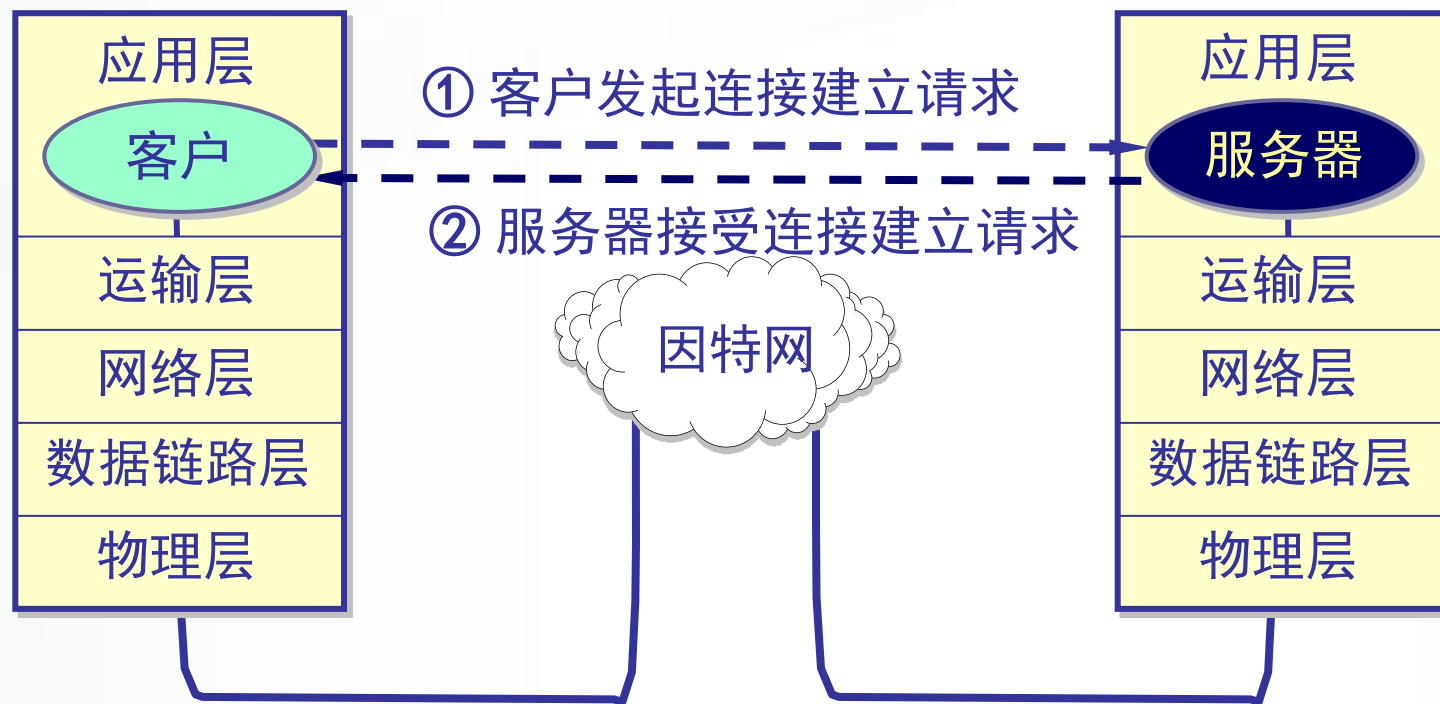 应用层
客户
运输层
网络层
数据链路层
物理层
① 客户发起连接建立请求
② 服务器接受连接建立请求
因特网
应用层
服务器
运输层
网络层
数据链路层
物理层